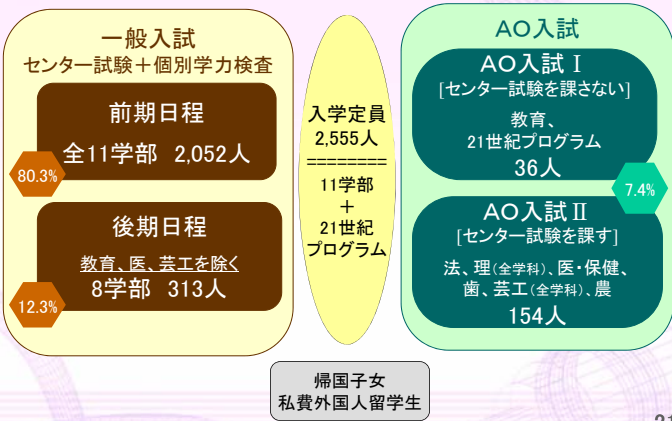 一般入試
センター試験＋個別学力検査
前期日程
全11学部 2,052人
80.3%
後期日程
教育、医、芸工を除く
8学部 313人
12.3%
入学定員
2,555人
========
11学部
＋
21世紀
プログラム
AO入試
AO入試Ⅰ
[センター試験を課さない]
教育、
21世紀プログラム
36人
7.4%
AO入試Ⅱ
[センター試験を課す]
法、理(全学科)、医・保健、
歯、芸工(全学科)、農
154人
帰国子女
私費外国人留学生